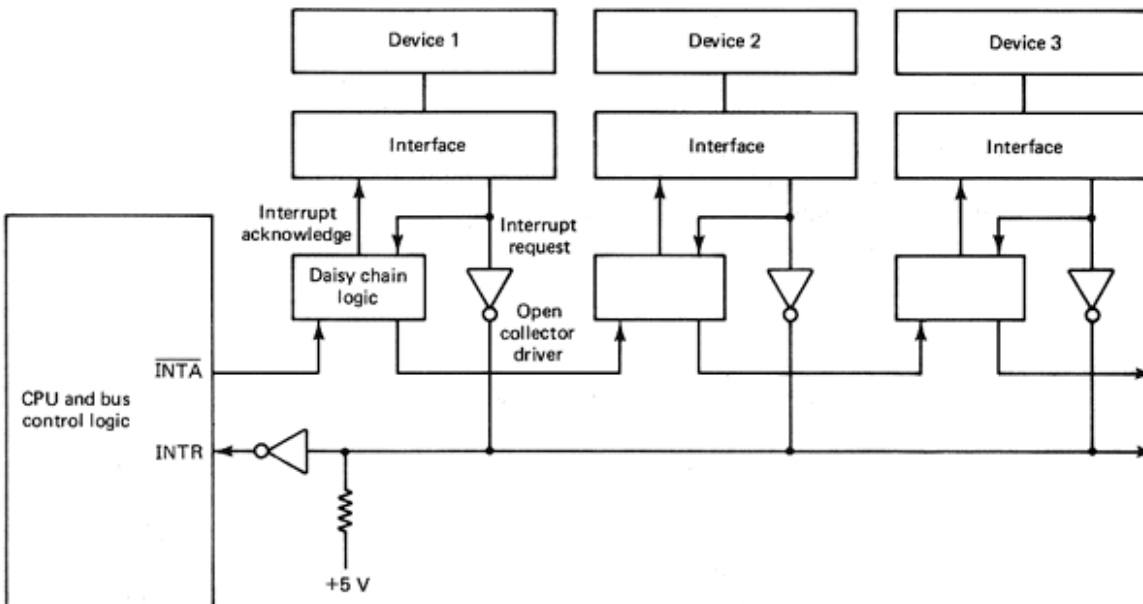 Device 1
Device 2
Device 3
Interface
Interface
Interface
Interrupt
acknowledge
Interrupt
request
Daisy chain
logic
Open
collector
driver
INTA
CPU and bus
control logic
INTR
+5 V